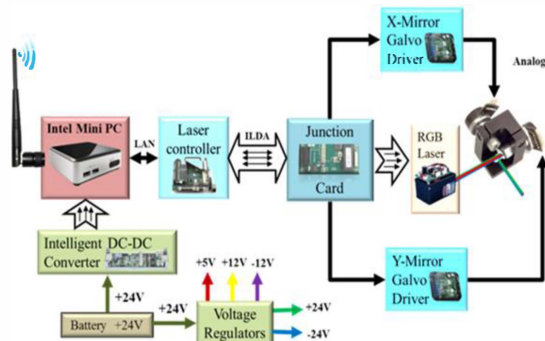 X-Mirror
Galvo
Driver
Analog
Intel Mini PC
LAN
Laser
controller
ILDA
Junction
Card
RGB
Laser
Intelligent DC-DC
Converter
+5V
+12V
-12V
+24V
+24V
Battery +24V
Voltage
Regulators
+24V
-24V
Y-Mirror
Galvo
Driver